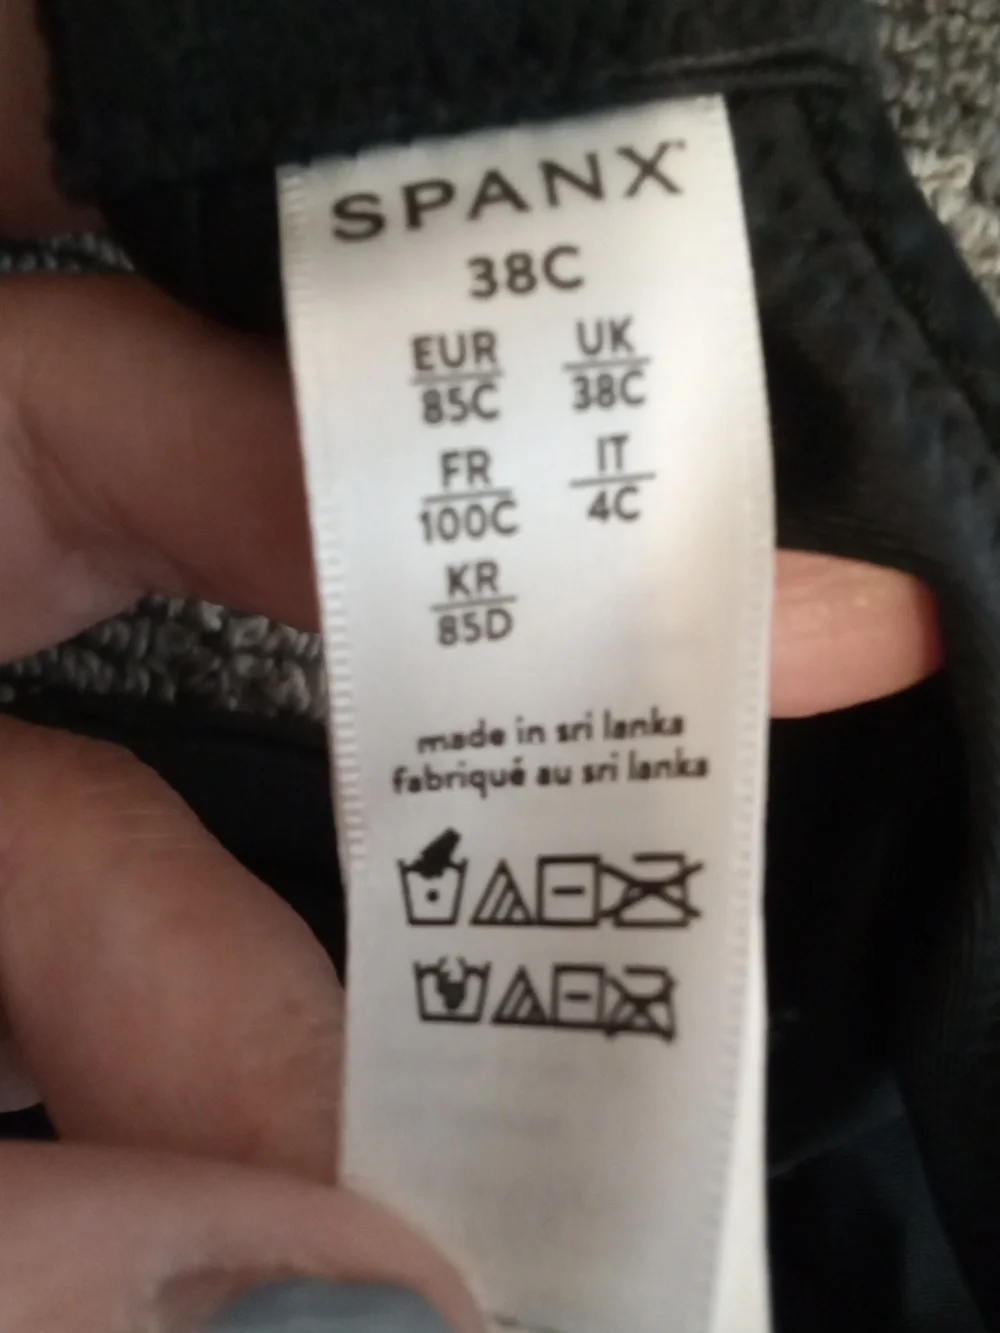 SPANX
38C
EUR UK
85C 38C
FR IT
100C 4C
KR
85D
made in sri lanka
fabriqué au sri lanka